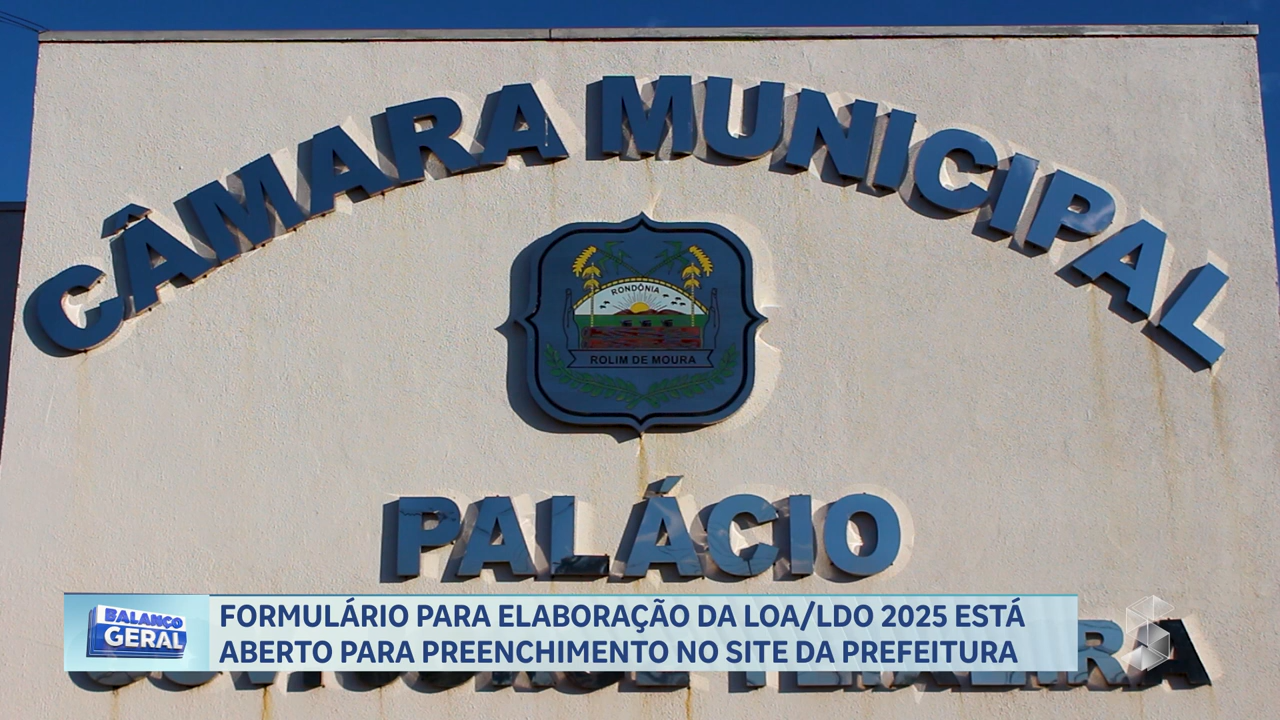 CÂMARA MUNICIPAL
RONDÔNIA
ROLIM DE MOURA
PALÁCIO
TEIXEIRA
BALANÇO
GERAL
FORMULÁRIO PARA ELABORAÇÃO DA LOA/LDO 2025 ESTÁ
ABERTO PARA PREENCHIMENTO NO SITE DA PREFEITURA